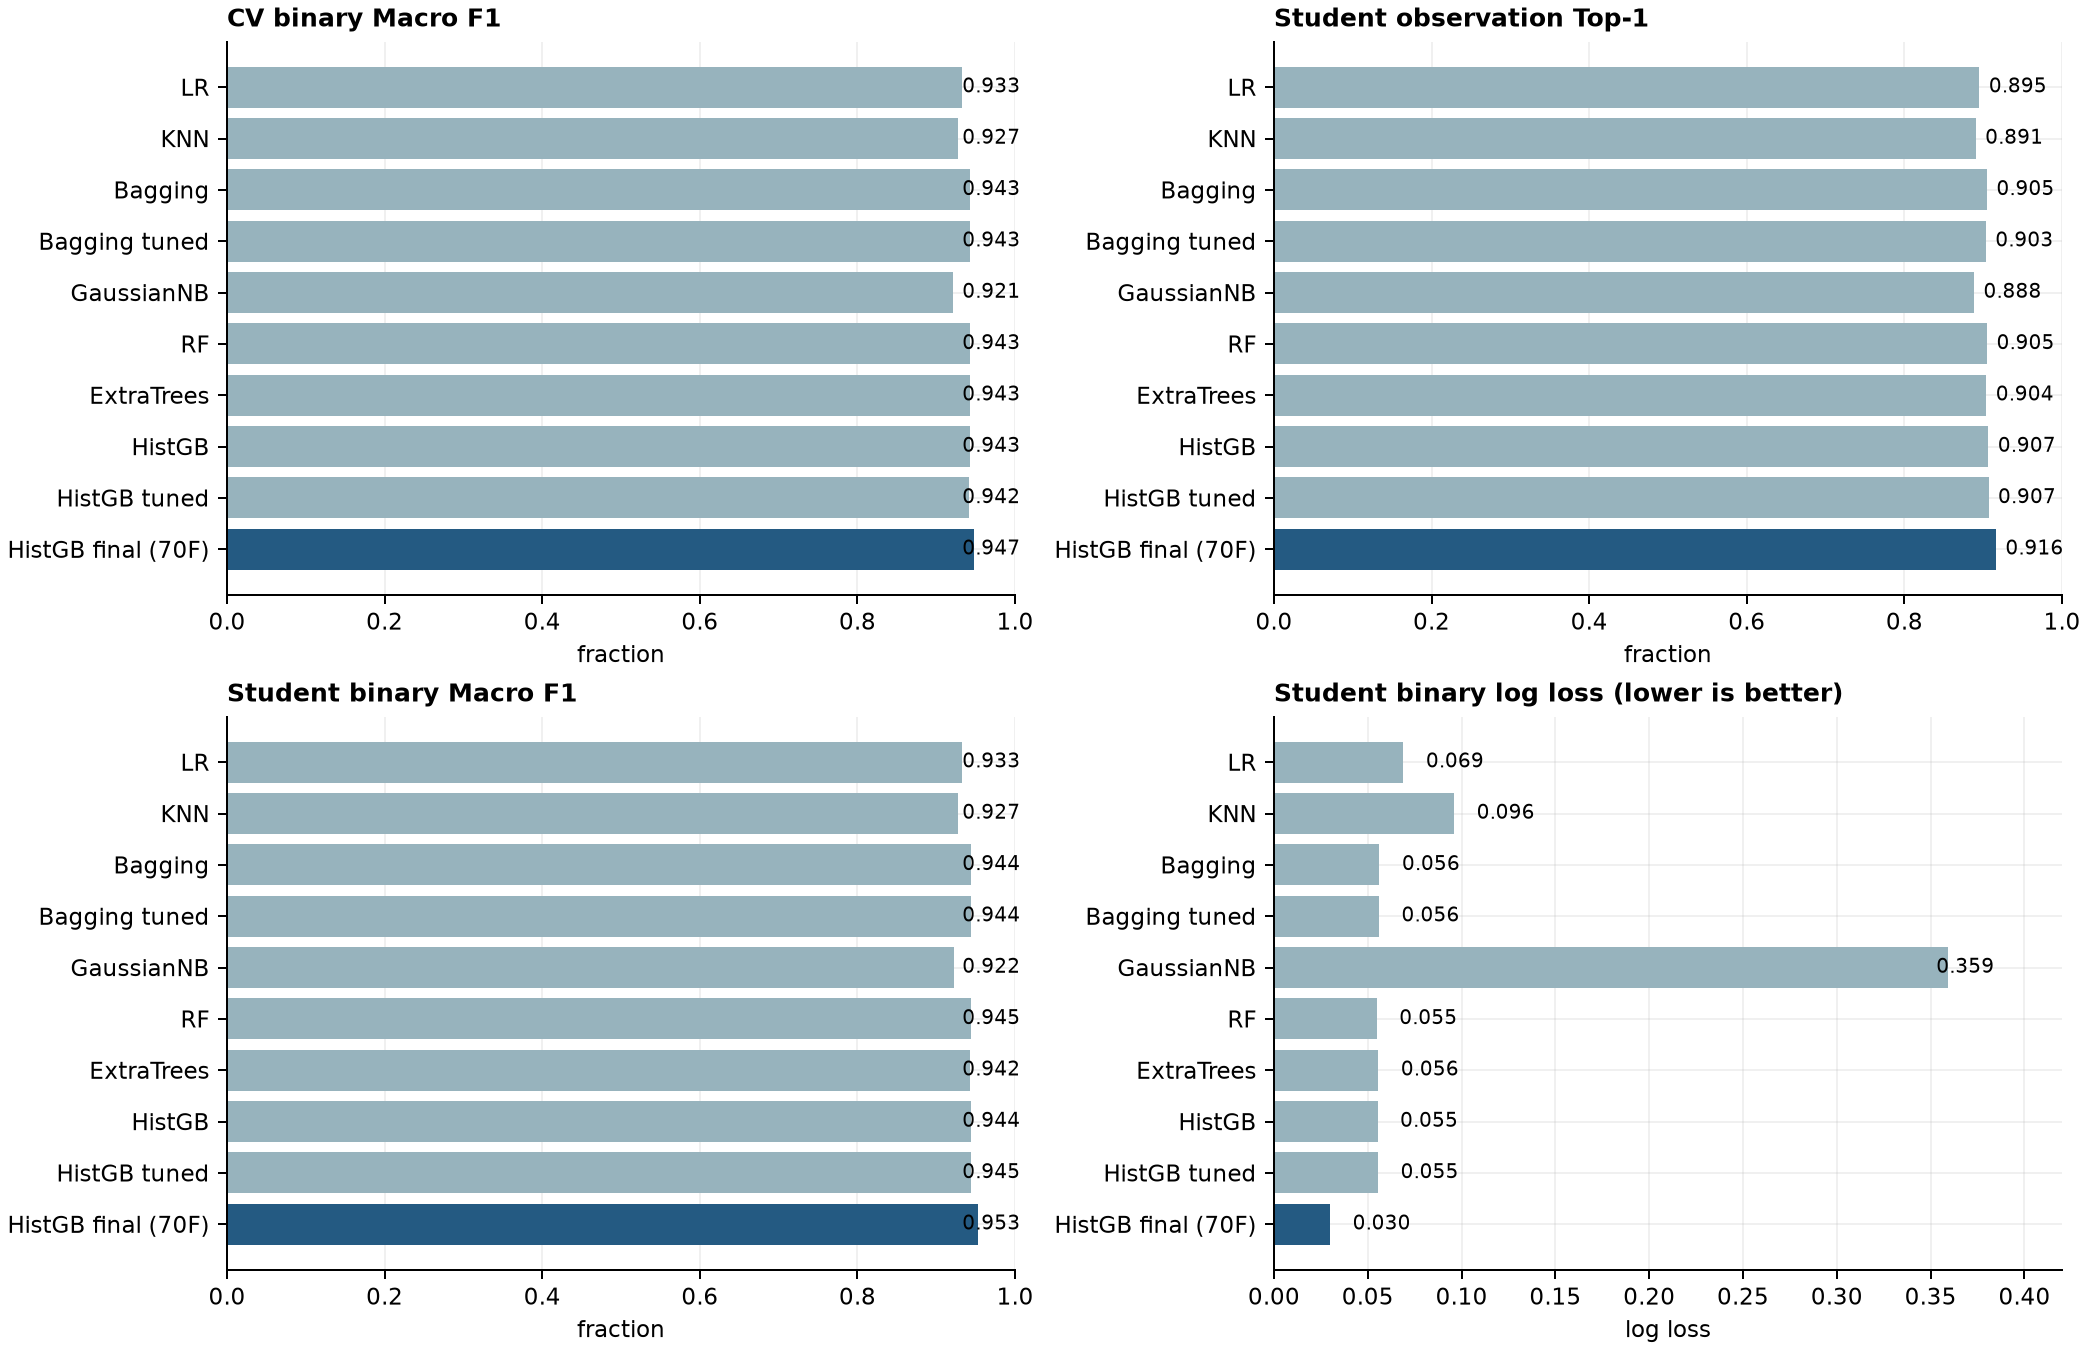 CV binary Macro F1
LR 0.933
KNN 0.927
Bagging 0.943
Bagging tuned 0.943
GaussianNB 0.921
RF 0.943
ExtraTrees 0.943
HistGB 0.943
HistGB tuned 0.942
HistGB final (70F) 0.947
0.0 0.2 0.4 0.6 0.8 1.0
fraction
Student observation Top-1
LR 0.895
KNN 0.891
Bagging 0.905
Bagging tuned 0.903
GaussianNB 0.888
RF 0.905
ExtraTrees 0.904
HistGB 0.907
HistGB tuned 0.907
HistGB final (70F) 0.916
0.0 0.2 0.4 0.6 0.8 1.0
fraction
Student binary Macro F1
LR 0.933
KNN 0.927
Bagging 0.944
Bagging tuned 0.944
GaussianNB 0.922
RF 0.945
ExtraTrees 0.942
HistGB 0.944
HistGB tuned 0.945
HistGB final (70F) 0.953
0.0 0.2 0.4 0.6 0.8 1.0
fraction
Student binary log loss (lower is better)
LR 0.069
KNN 0.096
Bagging 0.056
Bagging tuned 0.056
GaussianNB 0.359
RF 0.055
ExtraTrees 0.056
HistGB 0.055
HistGB tuned 0.055
HistGB final (70F) 0.030
0.00 0.05 0.10 0.15 0.20 0.25 0.30 0.35 0.40
log loss